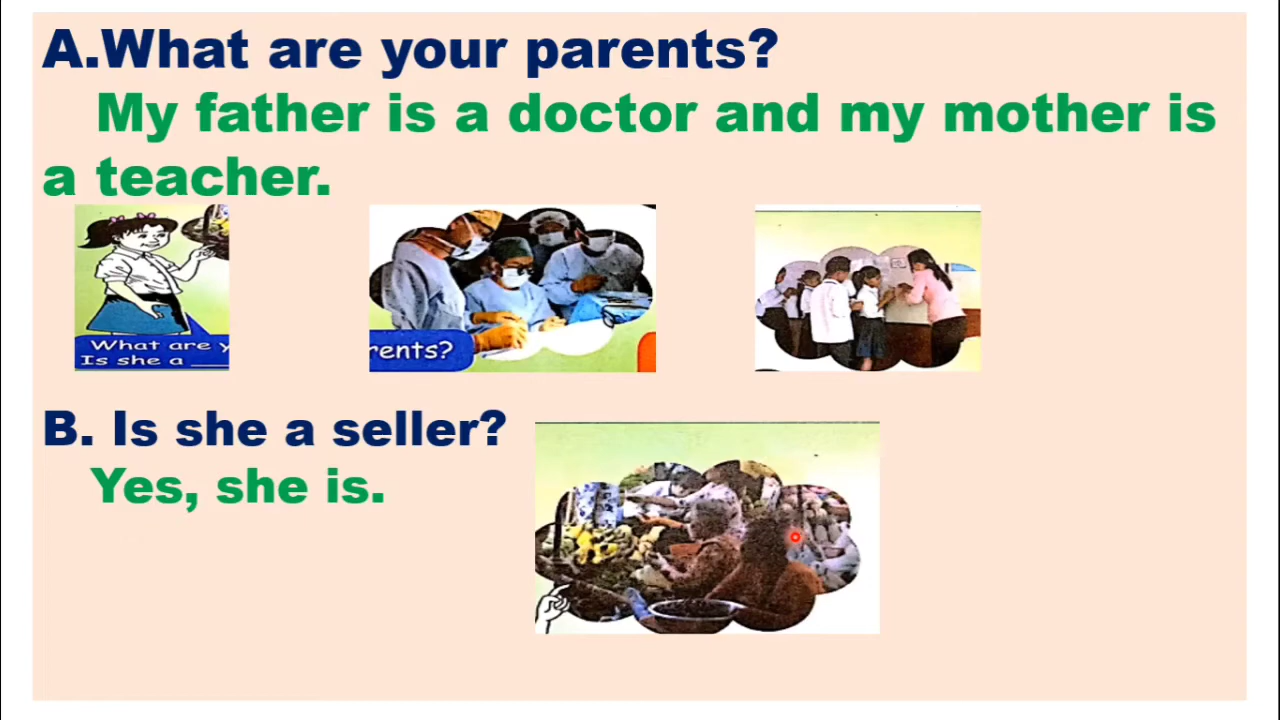 A.What are your parents?
My father is a doctor and my mother is
a teacher.
What are y
Is she a ___
rents?
B. Is she a seller?
Yes, she is.